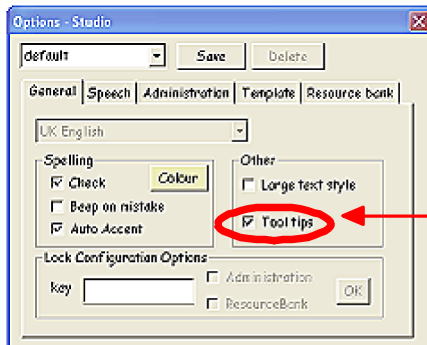 Options - Studio
default Save Delete
General Speech Administration Template Resource bank
UK English
Spelling Other
Check Colour Large text style
Beep on mistake Tool tips
Auto Accent
Lock Configuration Options
key Administration OK
ResourceBank